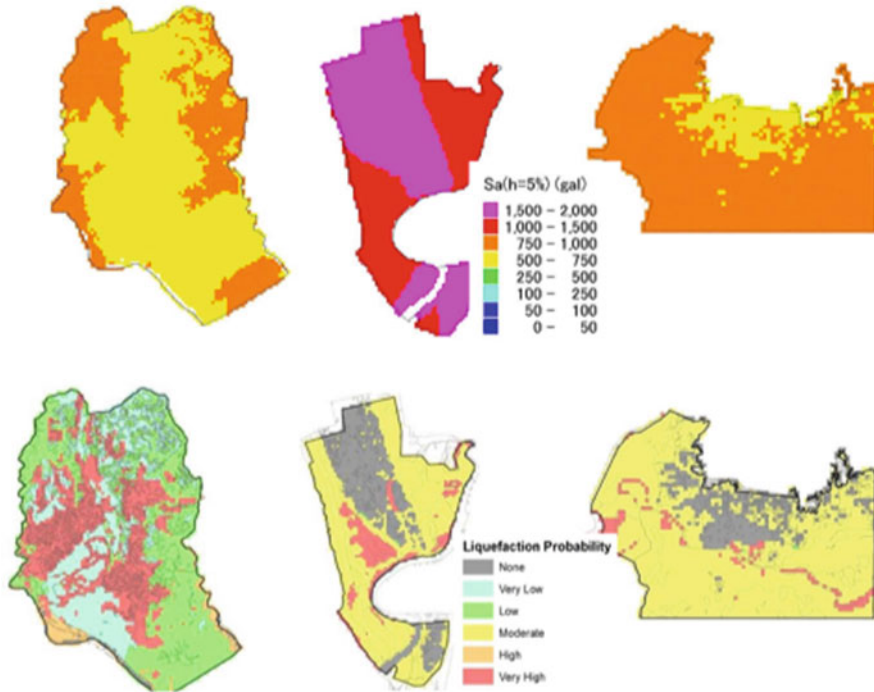 Sa(h=5%) (gal)
1,500 - 2,000
1,000 - 1,500
750 - 1,000
500 - 750
250 - 500
100 - 250
50 - 100
0 - 50
Liquefaction Probability
None
Very Low
Low
Moderate
High
Very High